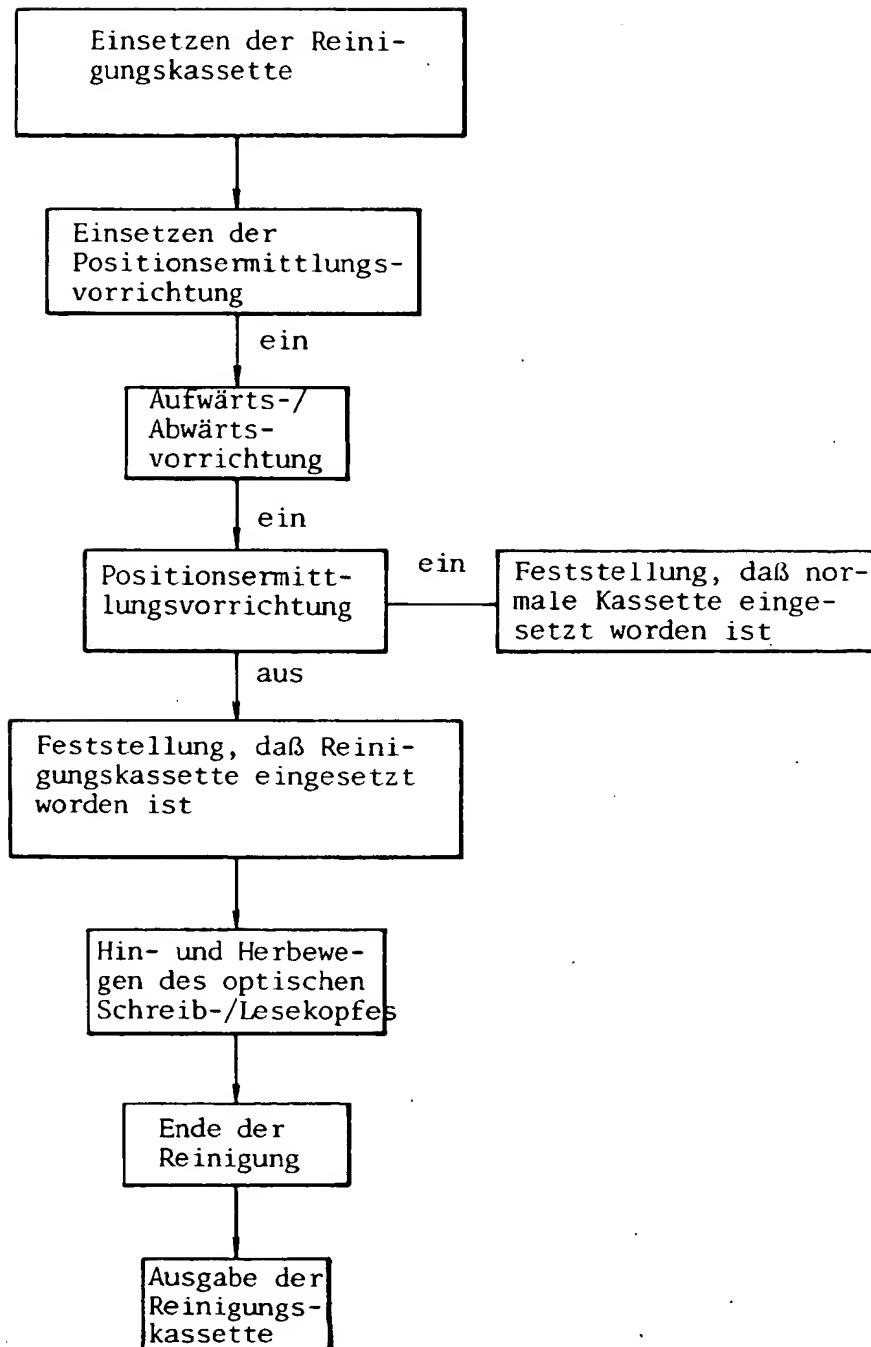 Einsetzen der Reini-
gungskassette
Einsetzen der
Positionsermittlungs-
vorrichtung
ein
Aufwärts-/
Abwärts-
vorrichtung
ein
Positionsermitt-
lungsvorrichtung
ein
Feststellung, daß nor-
male Kassette einge-
setzt worden ist
aus
Feststellung, daß Reini-
gungskassette eingesetzt
worden ist
Hin- und Herbewe-
gen des optischen
Schreib-/Lesekopfes
Ende der
Reinigung
Ausgabe der
Reinigungs-
kassette